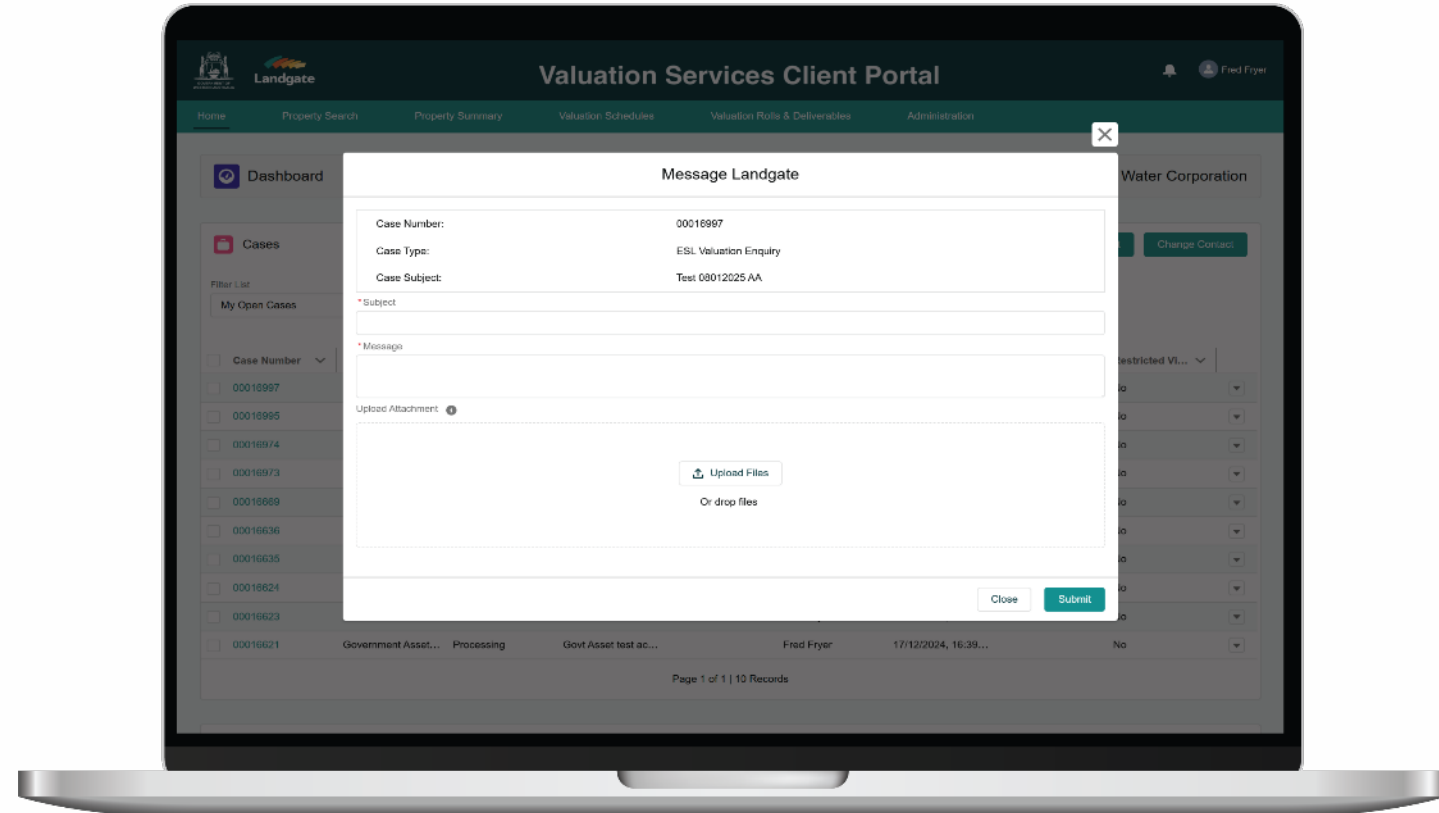 Landgate
Valuation Services Client Portal
Fred Fryer
Home Property Search Property Summary Valuation Schedules Valuation Rolls & Deliverables Administration
Dashboard
Water Corporation
Message Landgate
Cases
Change Contact
Case Number: 00016997
Case Type: ESL Valuation Enquiry
Case Subject: Test 08012025 AA
Filter List
My Open Cases
*Subject
*Message
Case Number
00016997
00016995
00016974
00016973
00016669
00016636
00016635
00016624
00016623
Upload Attachment
Upload Files
Or drop files
Close Submit
00016621 Government Asset... Processing Govt Asset test ac... Fred Fryer 17/12/2024, 16:39... No
Page 1 of 1 | 10 Records